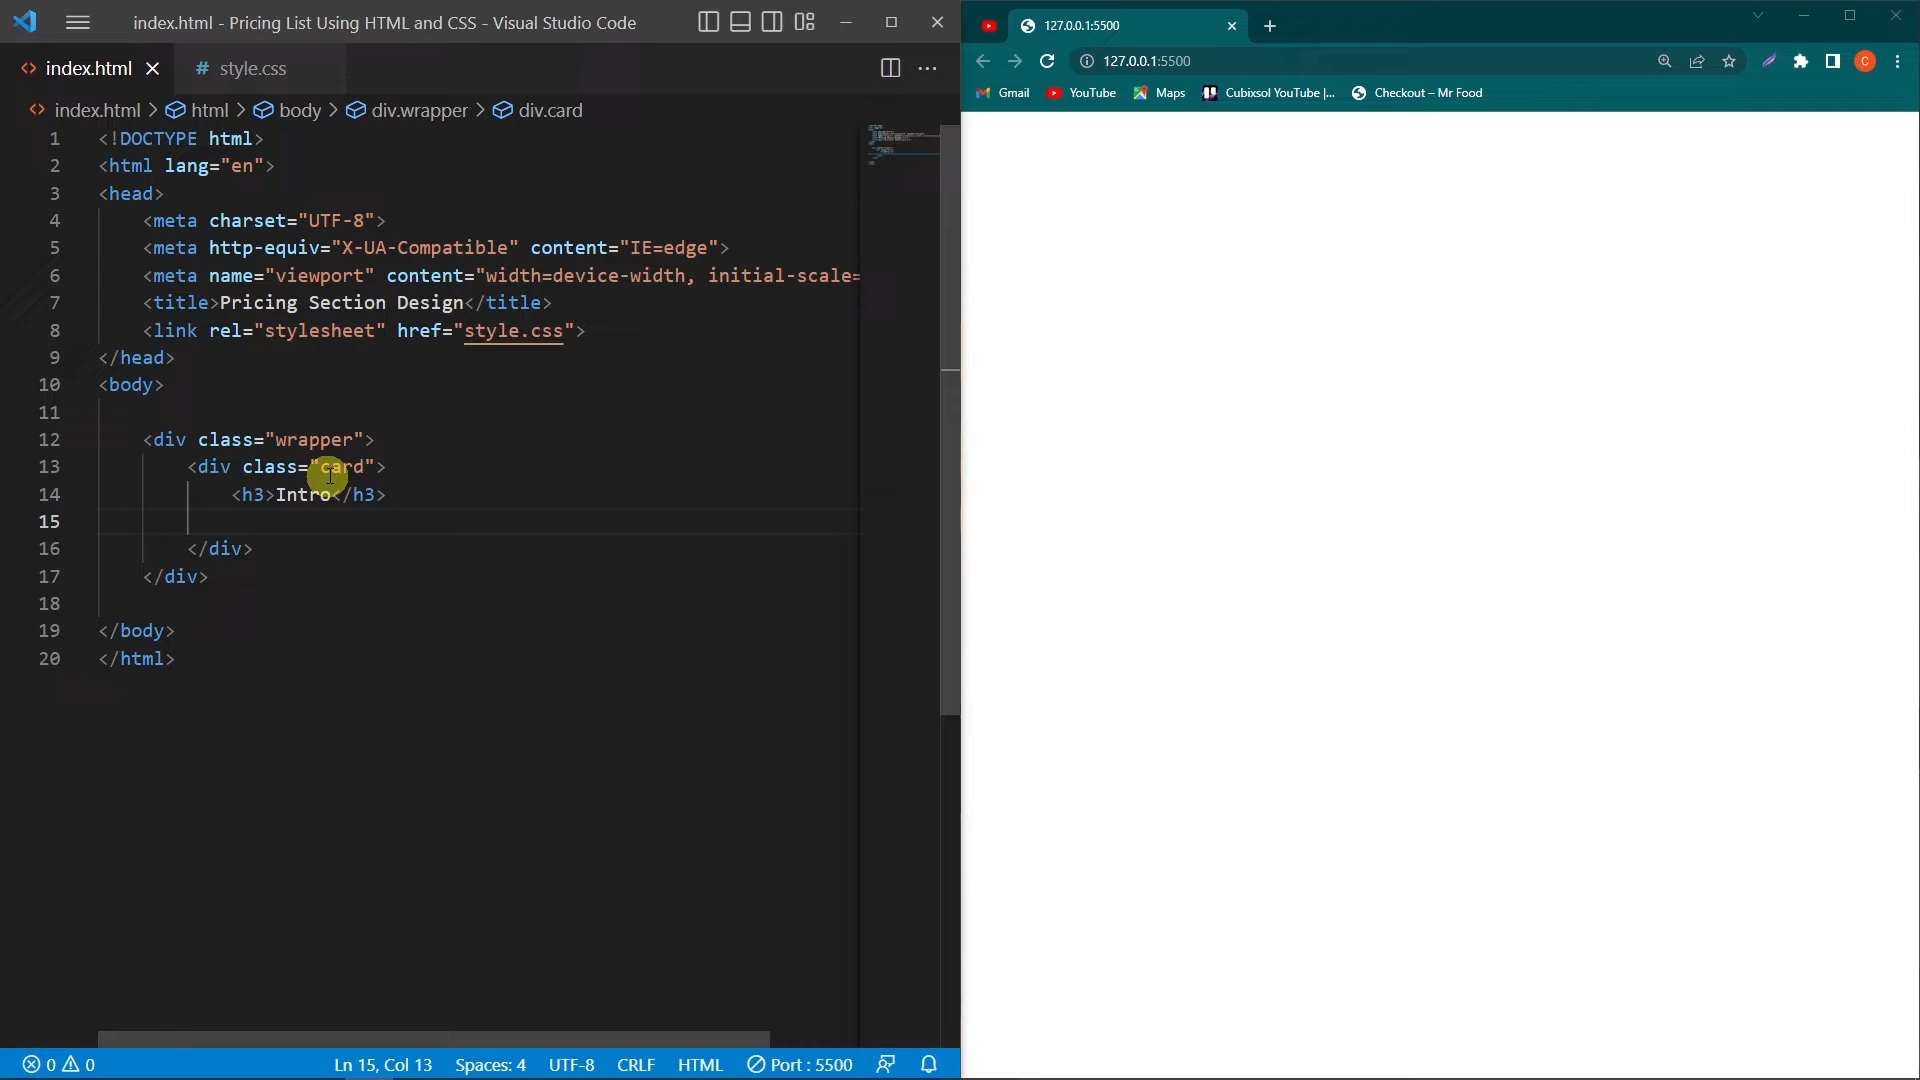 index.html - Pricing List Using HTML and CSS - Visual Studio Code
index.html
# style.css
index.html > html > body > div.wrapper > div.card
1 <!DOCTYPE html>
2 <html lang="en">
3 <head>
4 <meta charset="UTF-8">
5 <meta http-equiv="X-UA-Compatible" content="IE=edge">
6 <meta name="viewport" content="width=device-width, initial-scale=
7 <title>Pricing Section Design</title>
8 <link rel="stylesheet" href="style.css">
9 </head>
10 <body>
11
12 <div class="wrapper">
13 <div class="card">
14 <h3>Intro</h3>
15
16 </div>
17 </div>
18
19 </body>
20 </html>
0 0
Ln 15, Col 13
Spaces: 4
UTF-8
CRLF
HTML
Port : 5500
127.0.0.1:5500
127.0.0.1:5500
C
Gmail
YouTube
Maps
Cubixsol YouTube |...
Checkout – Mr Food